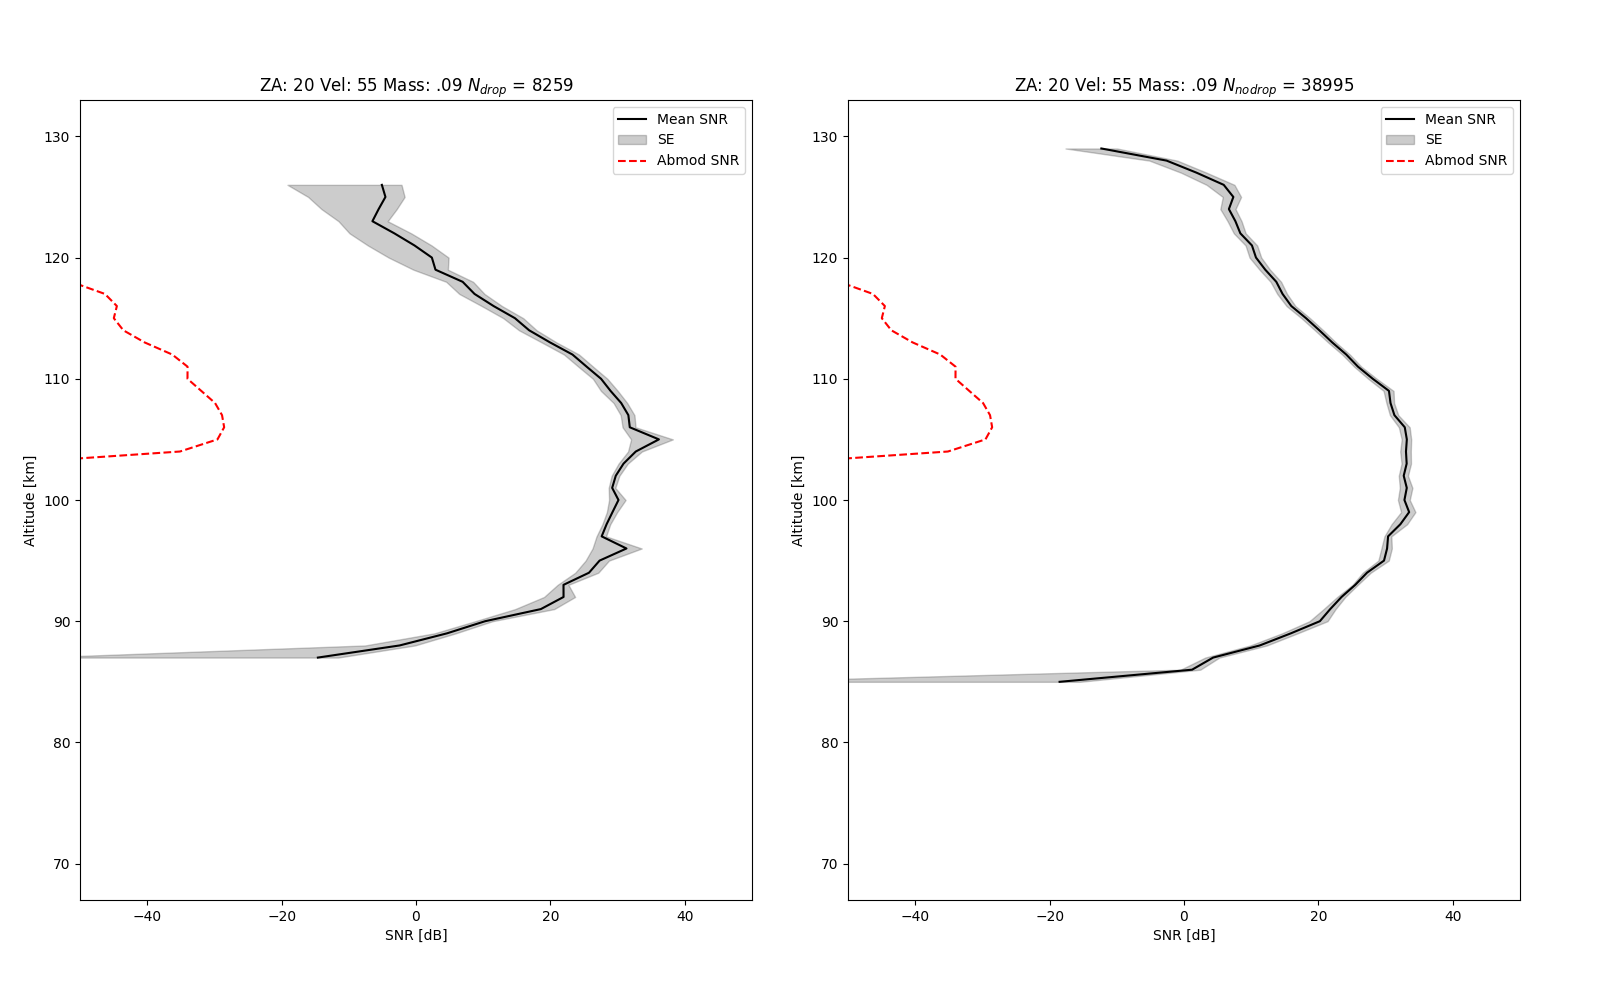 ZA: 20 Vel: 55 Mass: .09 N_drop = 8259
Mean SNR
SE
Abmod SNR
130
120
110
100
90
80
70
Altitude [km]
−40
−20
0
20
40
SNR [dB]
ZA: 20 Vel: 55 Mass: .09 N_nodrop = 38995
Mean SNR
SE
Abmod SNR
130
120
110
100
90
80
70
Altitude [km]
−40
−20
0
20
40
SNR [dB]